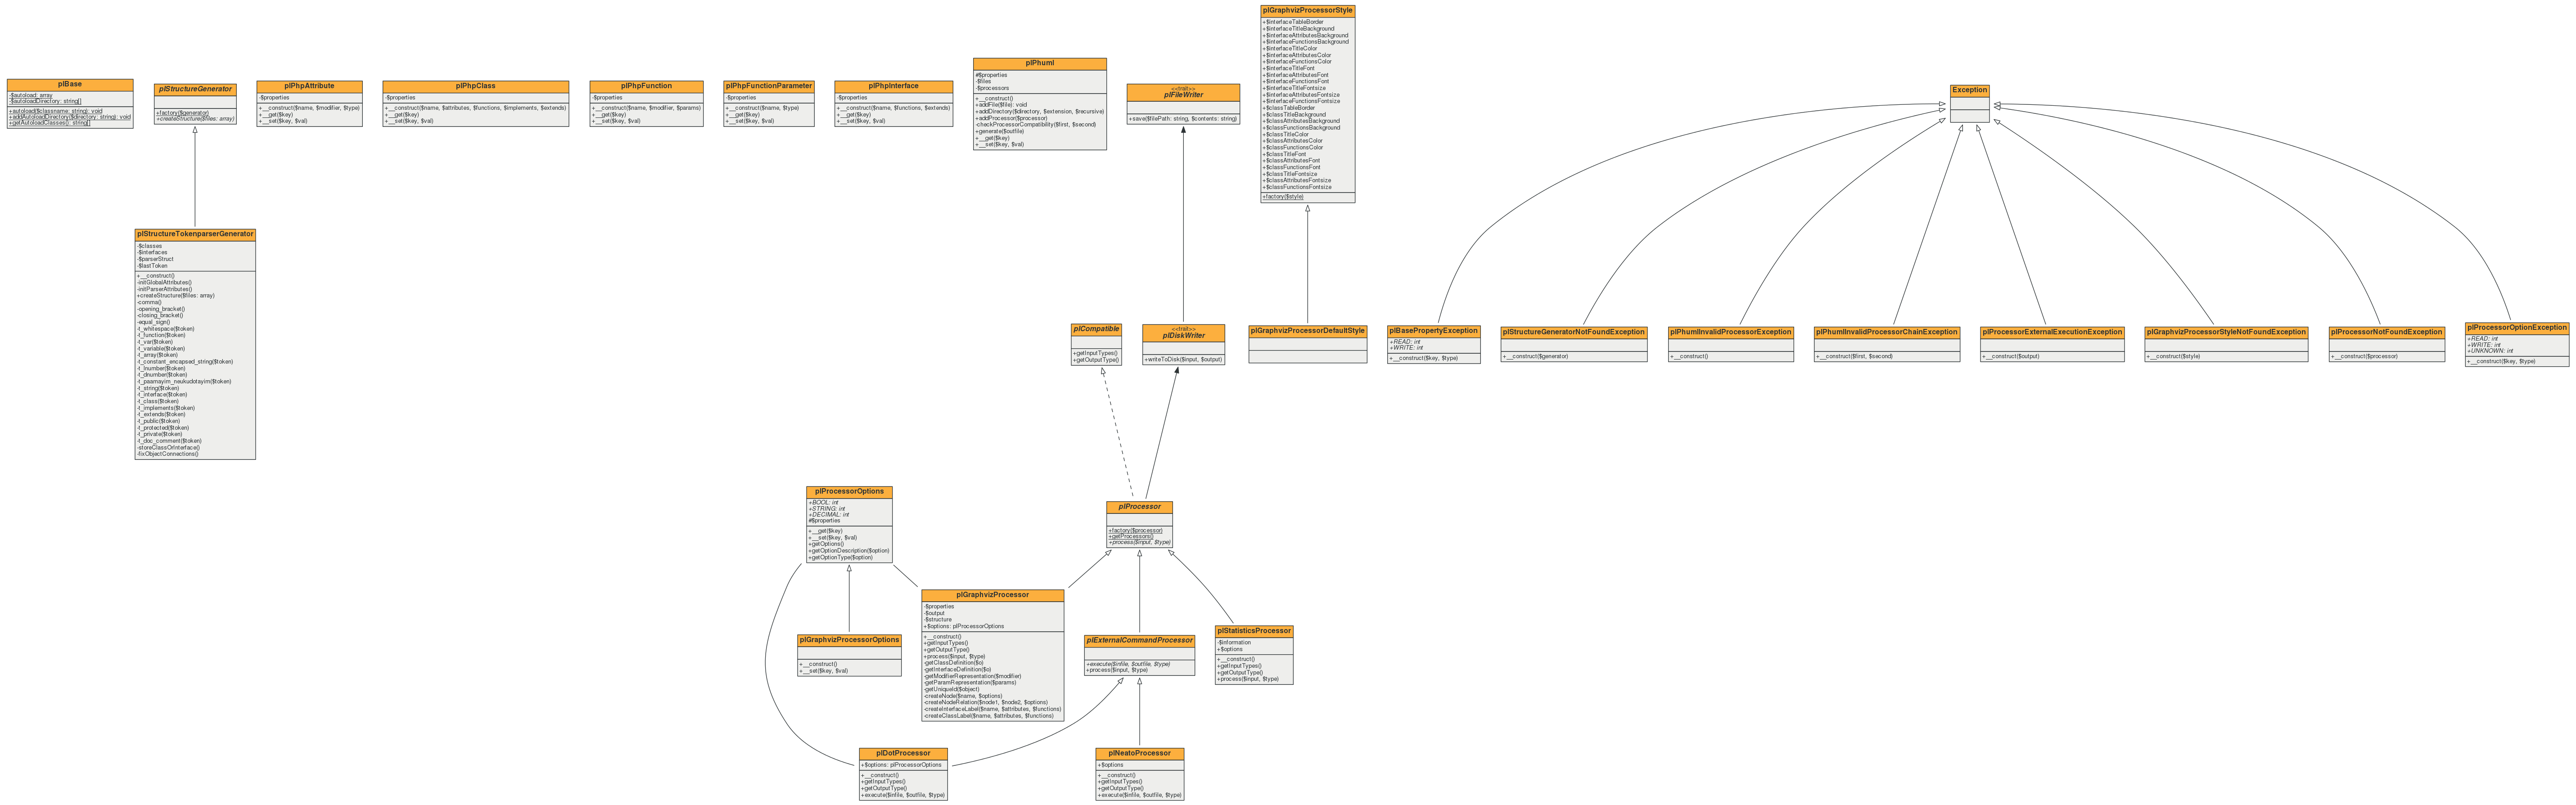 plBase
-$autoload: array
-$autoloadDirectory: string[]
+autoload($classname: string): void
+addAutoloadDirectory($directory: string): void
+getAutoloadClasses(): string[]
plStructureGenerator
+factory($generator)
+createStructure($files: array)
plPhpAttribute
-$properties
+__construct($name, $modifier, $type)
+__get($key)
+__set($key, $val)
plPhpClass
-$properties
+__construct($name, $attributes, $functions, $implements, $extends)
+__get($key)
+__set($key, $val)
plPhpFunction
-$properties
+__construct($name, $modifier, $params)
+__get($key)
+__set($key, $val)
plPhpFunctionParameter
-$properties
+__construct($name, $type)
+__get($key)
+__set($key, $val)
plPhpInterface
-$properties
+__construct($name, $functions, $extends)
+__get($key)
+__set($key, $val)
plPhuml
#$properties
-$files
-$processors
+__construct()
+addFile($file): void
+addDirectory($directory, $extension, $recursive)
+addProcessor($processor)
-checkProcessorCompatibility($first, $second)
+generate($outfile)
+__get($key)
+__set($key, $val)
<<trait>>
plFileWriter
+save($filePath: string, $contents: string)
plGraphvizProcessorStyle
+$interfaceTableBorder
+$interfaceTitleBackground
+$interfaceAttributesBackground
+$interfaceFunctionsBackground
+$interfaceTitleColor
+$interfaceAttributesColor
+$interfaceFunctionsColor
+$interfaceTitleFont
+$interfaceAttributesFont
+$interfaceFunctionsFont
+$interfaceTitleFontsize
+$interfaceAttributesFontsize
+$interfaceFunctionsFontsize
+$classTableBorder
+$classTitleBackground
+$classAttributesBackground
+$classFunctionsBackground
+$classTitleColor
+$classAttributesColor
+$classFunctionsColor
+$classTitleFont
+$classAttributesFont
+$classFunctionsFont
+$classTitleFontsize
+$classAttributesFontsize
+$classFunctionsFontsize
+factory($style)
Exception
plStructureTokenparserGenerator
-$classes
-$interfaces
-$parserStruct
-$lastToken
+__construct()
-initGlobalAttributes()
-initParserAttributes()
+createStructure($files: array)
-comma()
-opening_bracket()
-closing_bracket()
-equal_sign()
-t_whitespace($token)
-t_function($token)
-t_var($token)
-t_variable($token)
-t_array($token)
-t_constant_encapsed_string($token)
-t_lnumber($token)
-t_dnumber($token)
-t_paamayim_neukudotayim($token)
-t_string($token)
-t_interface($token)
-t_class($token)
-t_implements($token)
-t_extends($token)
-t_public($token)
-t_protected($token)
-t_private($token)
-t_doc_comment($token)
-storeClassOrInterface()
-fixObjectConnections()
plCompatible
+getInputTypes()
+getOutputType()
<<trait>>
plDiskWriter
+writeToDisk($input, $output)
plGraphvizProcessorDefaultStyle
plBasePropertyException
+READ: int
+WRITE: int
+__construct($key, $type)
plStructureGeneratorNotFoundException
+__construct($generator)
plPhumlInvalidProcessorException
+__construct()
plPhumlInvalidProcessorChainException
+__construct($first, $second)
plProcessorExternalExecutionException
+__construct($output)
plGraphvizProcessorStyleNotFoundException
+__construct($style)
plProcessorNotFoundException
+__construct($processor)
plProcessorOptionException
+READ: int
+WRITE: int
+UNKNOWN: int
+__construct($key, $type)
plProcessorOptions
+BOOL: int
+STRING: int
+DECIMAL: int
#$properties
+__get($key)
+__set($key, $val)
+getOptions()
+getOptionDescription($option)
+getOptionType($option)
plProcessor
+factory($processor)
+getProcessors()
+process($input, $type)
plGraphvizProcessorOptions
+__construct()
+__set($key, $val)
plGraphvizProcessor
-$properties
-$output
-$structure
+$options: plProcessorOptions
+__construct()
+getInputTypes()
+getOutputType()
+process($input, $type)
-getClassDefinition($o)
-getInterfaceDefinition($o)
-getModifierRepresentation($modifier)
-getParamRepresentation($params)
-getUniqueId($object)
-createNode($name, $options)
-createNodeRelation($node1, $node2, $options)
-createInterfaceLabel($name, $attributes, $functions)
-createClassLabel($name, $attributes, $functions)
plExternalCommandProcessor
+execute($infile, $outfile, $type)
+process($input, $type)
plStatisticsProcessor
-$information
+$options
+__construct()
+getInputTypes()
+getOutputType()
+process($input, $type)
plDotProcessor
+$options: plProcessorOptions
+__construct()
+getInputTypes()
+getOutputType()
+execute($infile, $outfile, $type)
plNeatoProcessor
+$options
+__construct()
+getInputTypes()
+getOutputType()
+execute($infile, $outfile, $type)